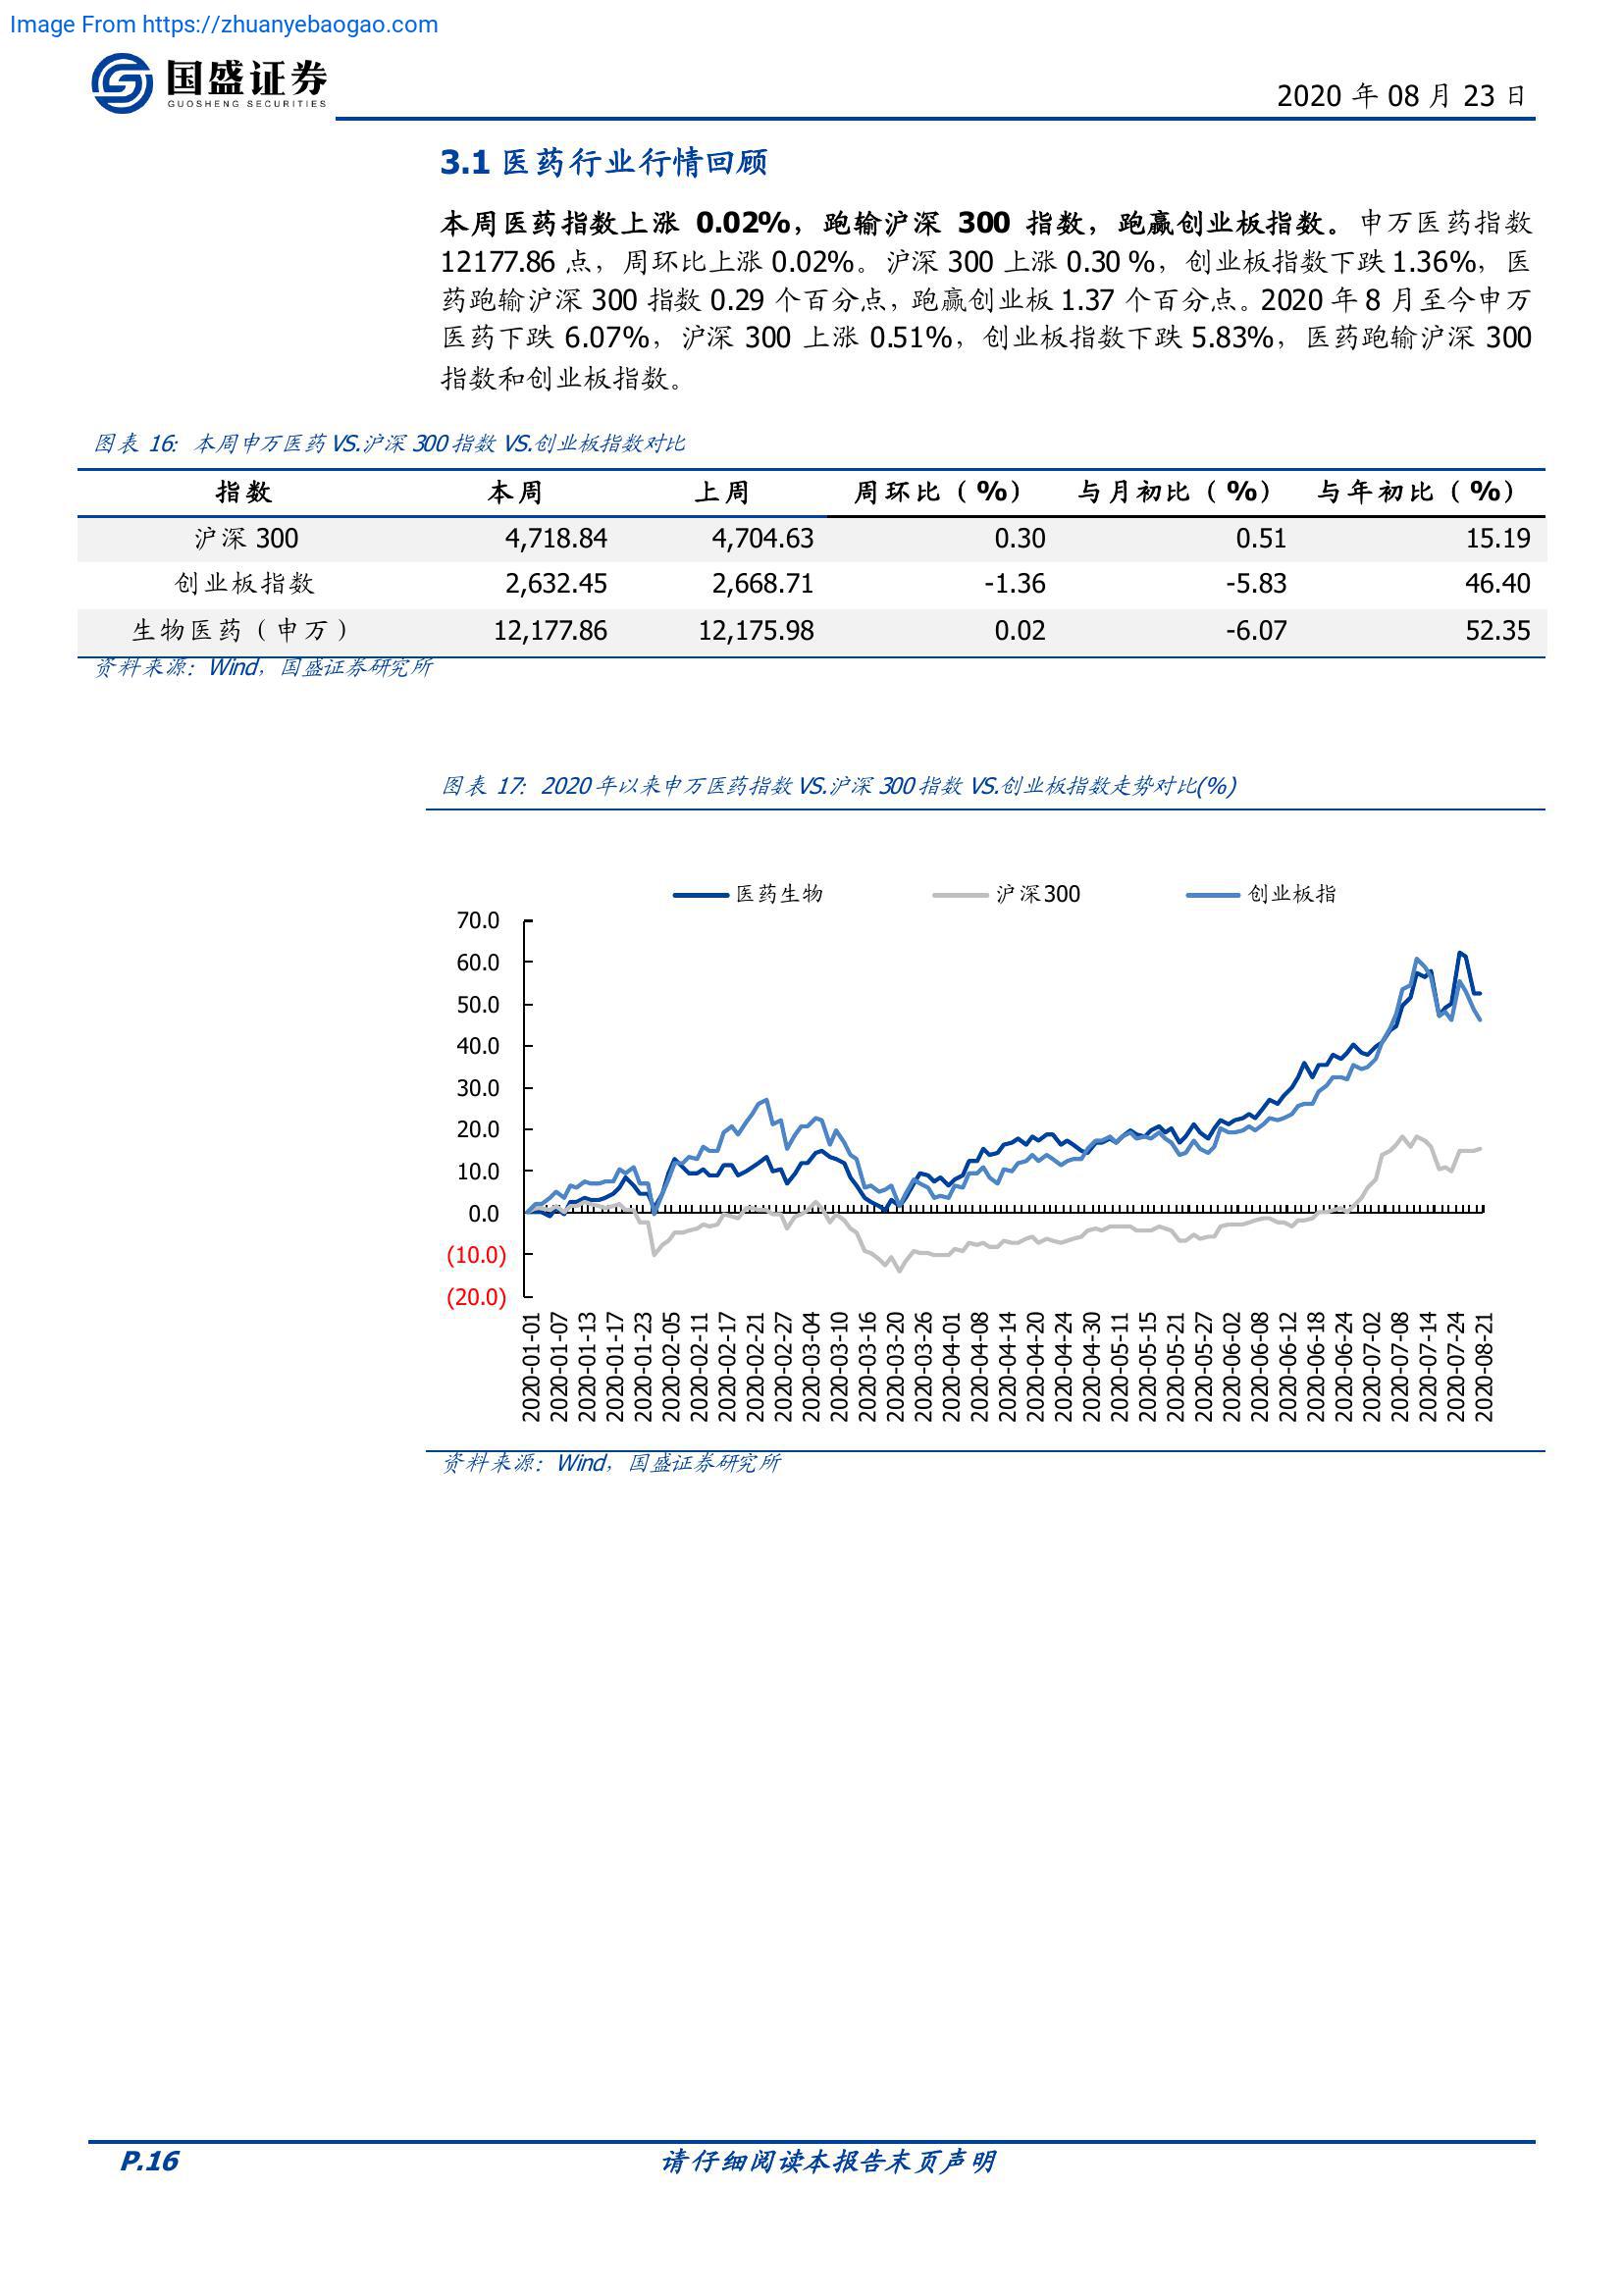 Image From https://zhuanyebaogao.com
国盛证券
GUOSHENG SECURITIES
2020 年 08 月 23 日
3.1 医药行业行情回顾
本周医药指数上涨 0.02%，跑输沪深 300 指数，跑赢创业板指数。申万医药指数
12177.86 点，周环比上涨 0.02%。沪深 300 上涨 0.30 %，创业板指数下跌 1.36%，医
药跑输沪深 300 指数 0.29 个百分点，跑赢创业板 1.37 个百分点。2020 年 8 月至今申万
医药下跌 6.07%，沪深 300 上涨 0.51%，创业板指数下跌 5.83%，医药跑输沪深 300
指数和创业板指数。
图表 16：本周申万医药 VS.沪深 300 指数 VS.创业板指数对比
指数 本周 上周 周环比（%） 与月初比（%） 与年初比（%）
沪深 300 4,718.84 4,704.63 0.30 0.51 15.19
创业板指数 2,632.45 2,668.71 -1.36 -5.83 46.40
生物医药（申万） 12,177.86 12,175.98 0.02 -6.07 52.35
资料来源：Wind，国盛证券研究所
图表 17：2020 年以来申万医药指数 VS.沪深 300 指数 VS.创业板指数走势对比(%)
医药生物 沪深300 创业板指
70.0
60.0
50.0
40.0
30.0
20.0
10.0
0.0
(10.0)
(20.0)
2020-01-01
2020-01-07
2020-01-13
2020-01-17
2020-01-23
2020-02-05
2020-02-11
2020-02-17
2020-02-21
2020-02-27
2020-03-04
2020-03-10
2020-03-16
2020-03-20
2020-03-26
2020-04-01
2020-04-08
2020-04-14
2020-04-20
2020-04-24
2020-04-30
2020-05-11
2020-05-15
2020-05-21
2020-05-27
2020-06-02
2020-06-08
2020-06-12
2020-06-18
2020-06-24
2020-07-02
2020-07-08
2020-07-14
2020-07-24
2020-08-21
资料来源：Wind，国盛证券研究所
P.16 请仔细阅读本报告末页声明